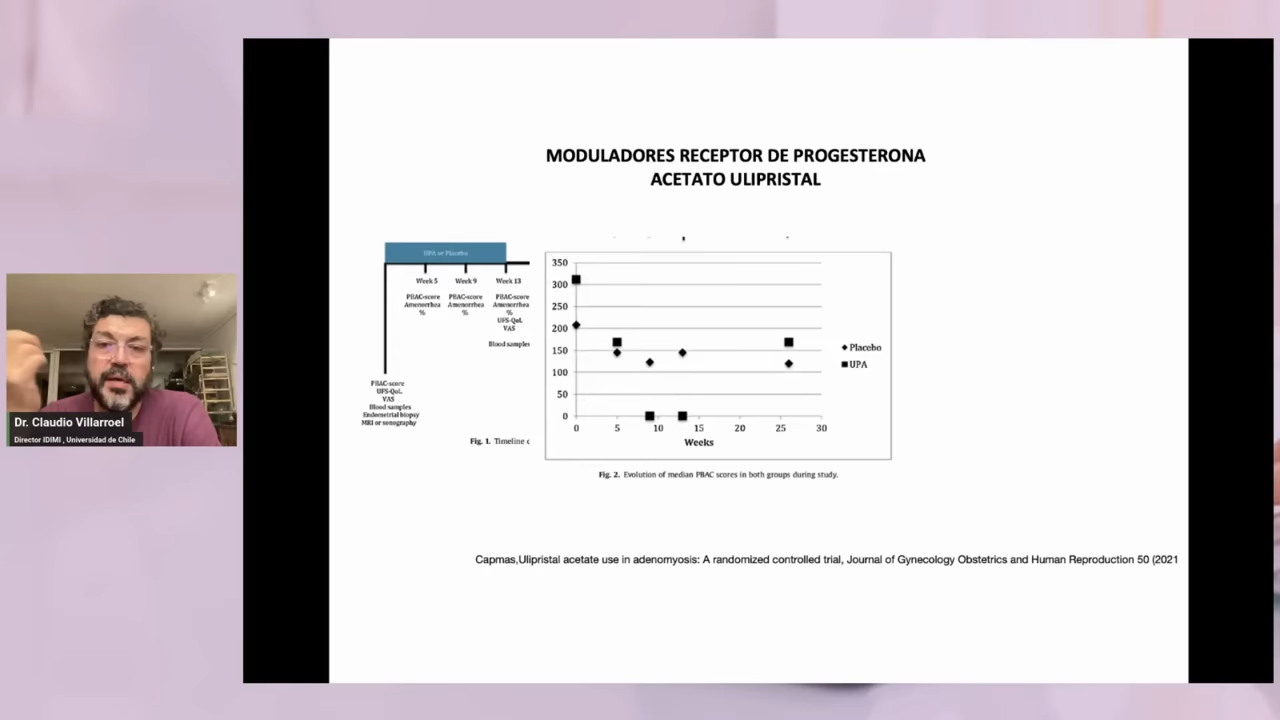 MODULADORES RECEPTOR DE PROGESTERONA
ACETATO ULIPRISTAL
UPA or Placebo
Week 5 Week 9 Week 13
PBAC-score PBAC-score PBAC-score
Amenorrhea Amenorrhea Amenorrhea
% % %
UFS-QoL
VAS
Blood samples
PBAC-score
UFS-QoL
VAS
Blood samples
Endometrial biopsy
MRI or sonography
Fig. 1. Timeline
350
300
250
200
150
100
50
0
0 5 10 15 20 25 30
Weeks
Placebo
UPA
Fig. 2. Evolution of median PBAC scores in both groups during study.
Capmas,Ulipristal acetate use in adenomyosis: A randomized controlled trial, Journal of Gynecology Obstetrics and Human Reproduction 50 (2021
Dr. Claudio Villarroel
Director IDIMI , Universidad de Chile